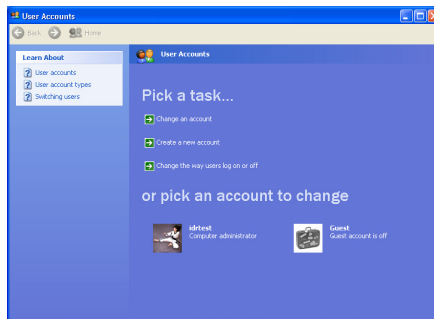 User Accounts
Back Home
Learn About
User accounts
User account types
Switching users
User Accounts
Pick a task...
Change an account
Create a new account
Change the way users log on or off
or pick an account to change
idrtest
Computer administrator
Guest
Guest account is off